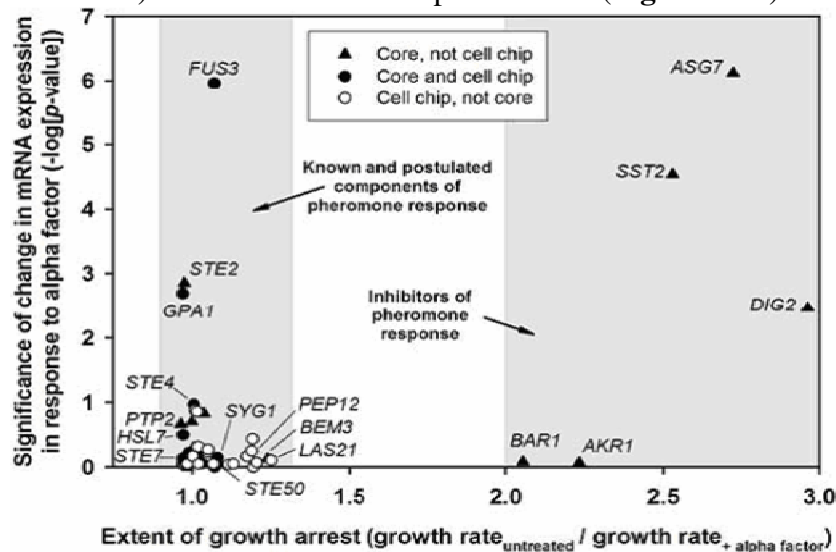 Significance of change in mRNA expression
in response to alpha factor (-log[p-value])
7
6
5
4
3
2
1
0
1.0
1.5
2.0
2.5
3.0
Core, not cell chip
Core and cell chip
Cell chip, not core
FUS3
ASG7
SST2
Known and postulated
components of
pheromone response
STE2
GPA1
Inhibitors of
pheromone
response
DIG2
STE4
PTP2
HSL7
STE7
SYG1
PEP12
BEM3
LAS21
STE50
BAR1
AKR1
Extent of growth arrest (growth rate untreated / growth rate + alpha factor)